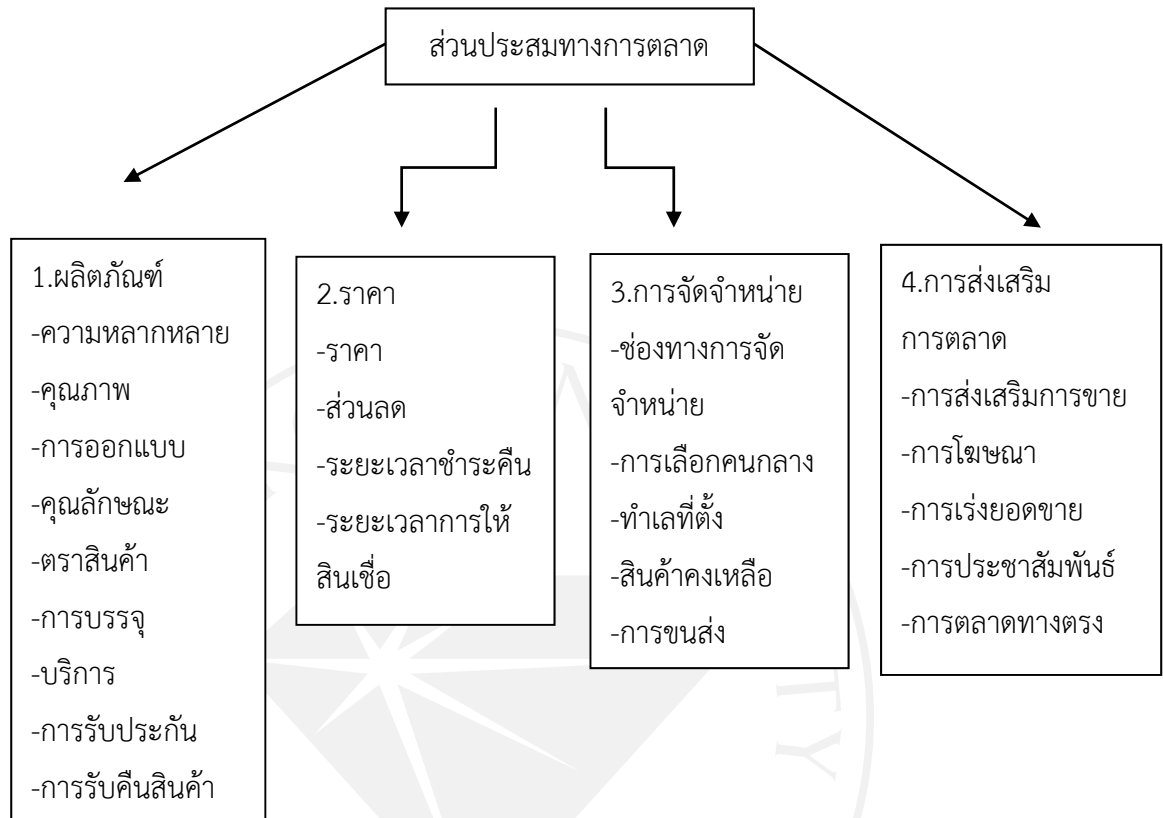 ส่วนประสมทางการตลาด
1.ผลิตภัณฑ์
-ความหลากหลาย
-คุณภาพ
-การออกแบบ
-คุณลักษณะ
-ตราสินค้า
-การบรรจุ
-บริการ
-การรับประกัน
-การรับคืนสินค้า
2.ราคา
-ราคา
-ส่วนลด
-ระยะเวลาชำระคืน
-ระยะเวลาการให้
สินเชื่อ
3.การจัดจำหน่าย
-ช่องทางการจัด
จำหน่าย
-การเลือกคนกลาง
-ทำเลที่ตั้ง
-สินค้าคงเหลือ
-การขนส่ง
4.การส่งเสริม
การตลาด
-การส่งเสริมการขาย
-การโฆษณา
-การเร่งยอดขาย
-การประชาสัมพันธ์
-การตลาดทางตรง